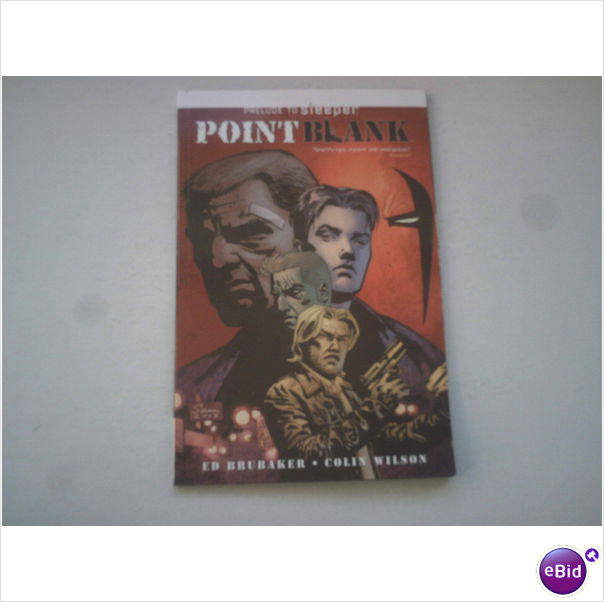 PRELUDE TO sleeper
POINT BLANK
ED BRUBAKER • COLIN WILSON
eBid